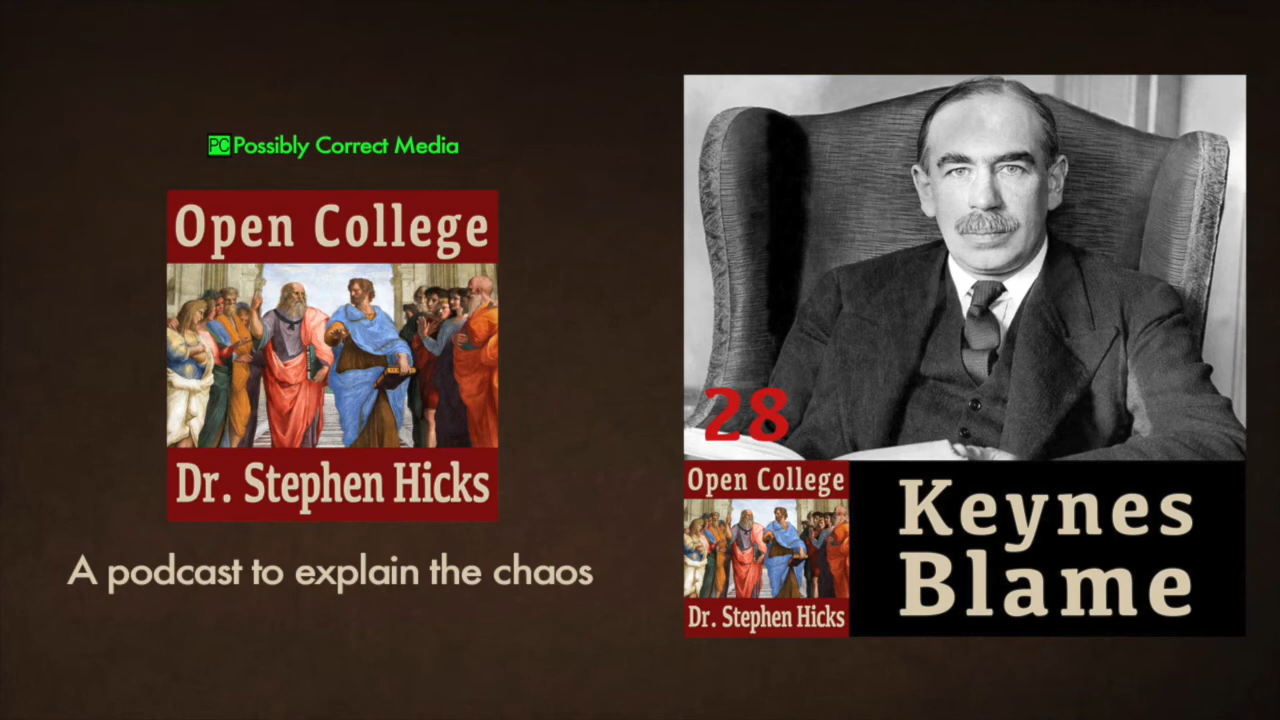 PC Possibly Correct Media
Open College
Dr. Stephen Hicks
A podcast to explain the chaos
28
Open College
Dr. Stephen Hicks
Keynes
Blame